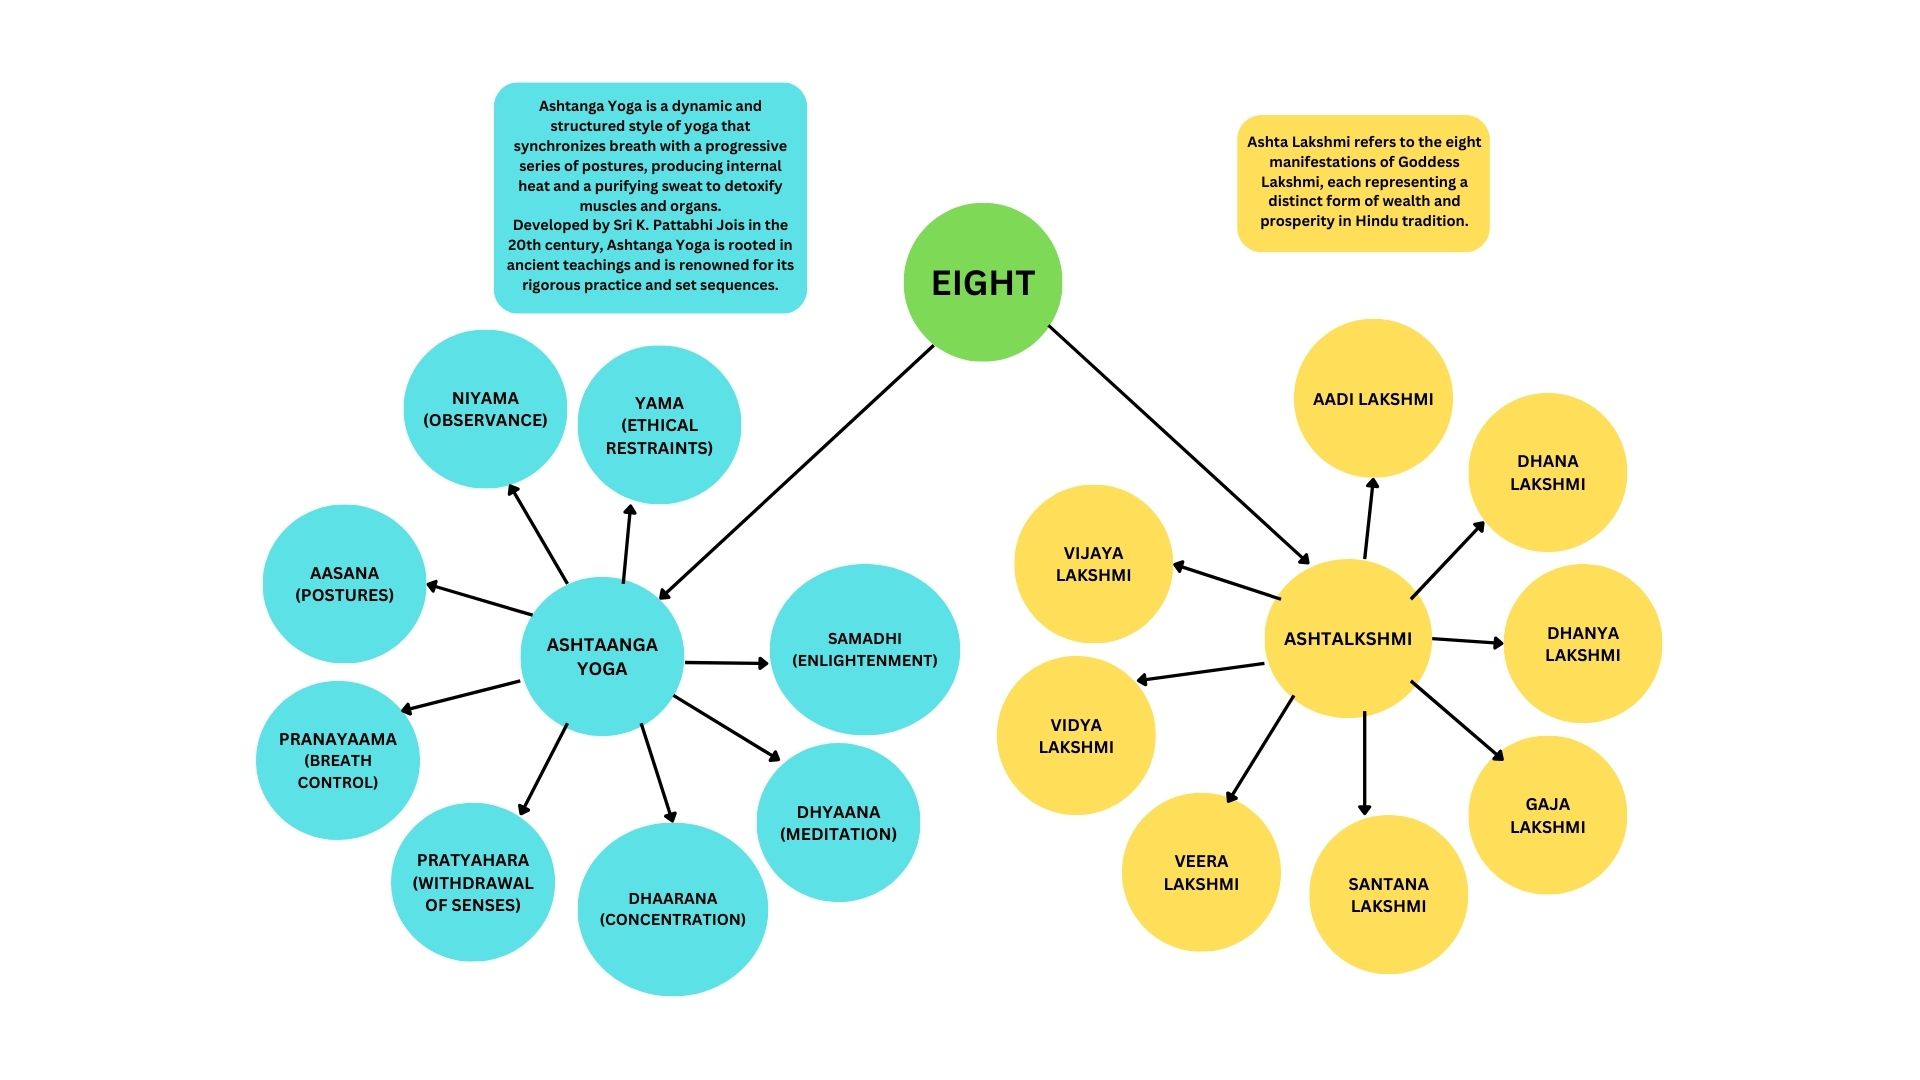 Ashtanga Yoga is a dynamic and
structured style of yoga that
synchronizes breath with a progressive
series of postures, producing internal
heat and a purifying sweat to detoxify
muscles and organs.
Developed by Sri K. Pattabhi Jois in the
20th century, Ashtanga Yoga is rooted in
ancient teachings and is renowned for its
rigorous practice and set sequences.
Ashta Lakshmi refers to the eight
manifestations of Goddess
Lakshmi, each representing a
distinct form of wealth and
prosperity in Hindu tradition.
EIGHT
NIYAMA
(OBSERVANCE)
YAMA
(ETHICAL
RESTRAINTS)
AASANA
(POSTURES)
ASHTAANGA
YOGA
SAMADHI
(ENLIGHTENMENT)
PRANAYAAMA
(BREATH
CONTROL)
DHYAANA
(MEDITATION)
PRATYAHARA
(WITHDRAWAL
OF SENSES)
DHAARANA
(CONCENTRATION)
AADI LAKSHMI
DHANA
LAKSHMI
VIJAYA
LAKSHMI
ASHTALKSHMI
DHANYA
LAKSHMI
VIDYA
LAKSHMI
GAJA
LAKSHMI
VEERA
LAKSHMI
SANTANA
LAKSHMI